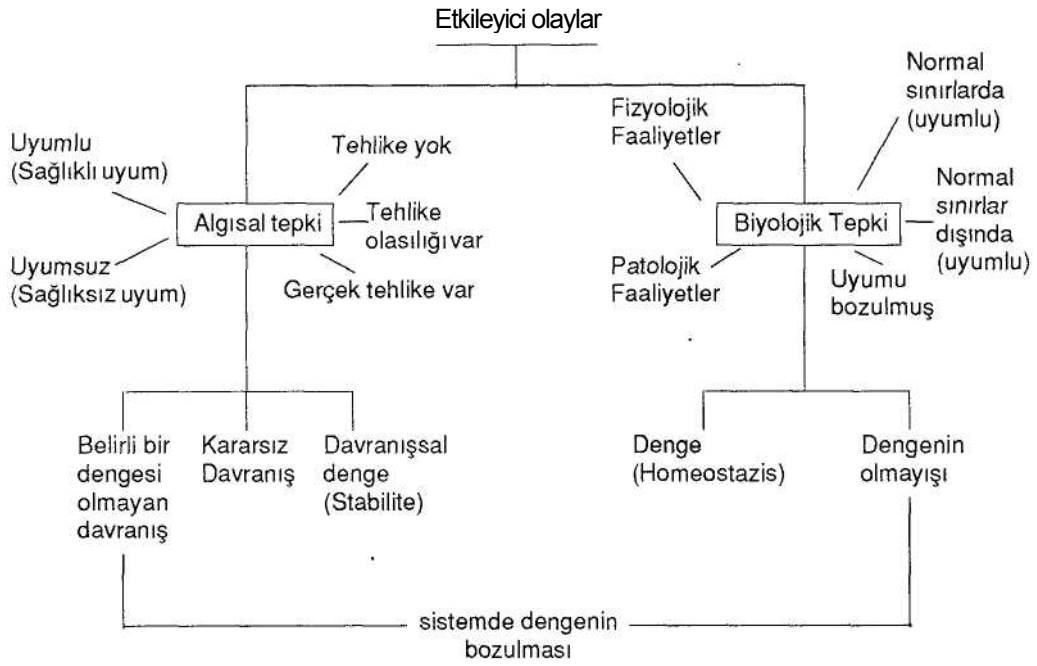 Etkileyici olaylar
Uyumlu
(Sağlıklı uyum)
Uyumsuz
(Sağlıksız uyum)
Algısal tepki
Tehlike yok
Tehlike
olasılığı var
Gerçek tehlike var
Fizyolojik
Faaliyetler
Patolojik
Faaliyetler
Biyolojik Tepki
Normal
sınırlarda
(uyumlu)
Normal
sınırlar
dışında
(uyumlu)
Uyumu
bozulmuş
Belirli bir
dengesi
olmayan
davranış
Kararsız
Davranış
Davranışsal
denge
(Stabilite)
Denge
(Homeostazis)
Dengenin
olmayışı
sistemde dengenin
bozulması